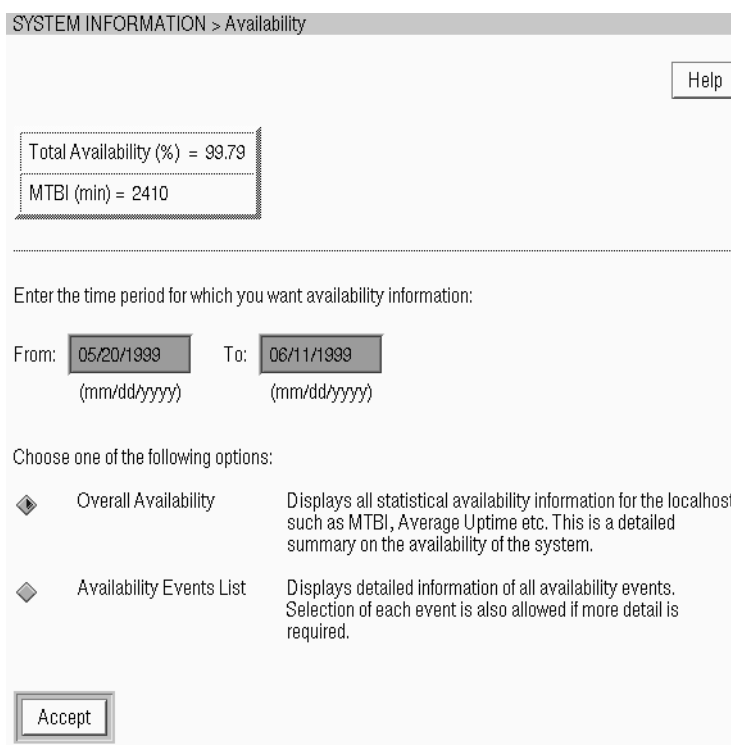 SYSTEM INFORMATION > Availability
Help
Total Availability (%) = 99.79
MTBI (min) = 2410
Enter the time period for which you want availability information:
From: 05/20/1999 To: 06/11/1999
(mm/dd/yyyy) (mm/dd/yyyy)
Choose one of the following options:
Overall Availability Displays all statistical availability information for the localhost
such as MTBI, Average Uptime etc. This is a detailed
summary on the availability of the system.
Availability Events List Displays detailed information of all availability events.
Selection of each event is also allowed if more detail is
required.
Accept